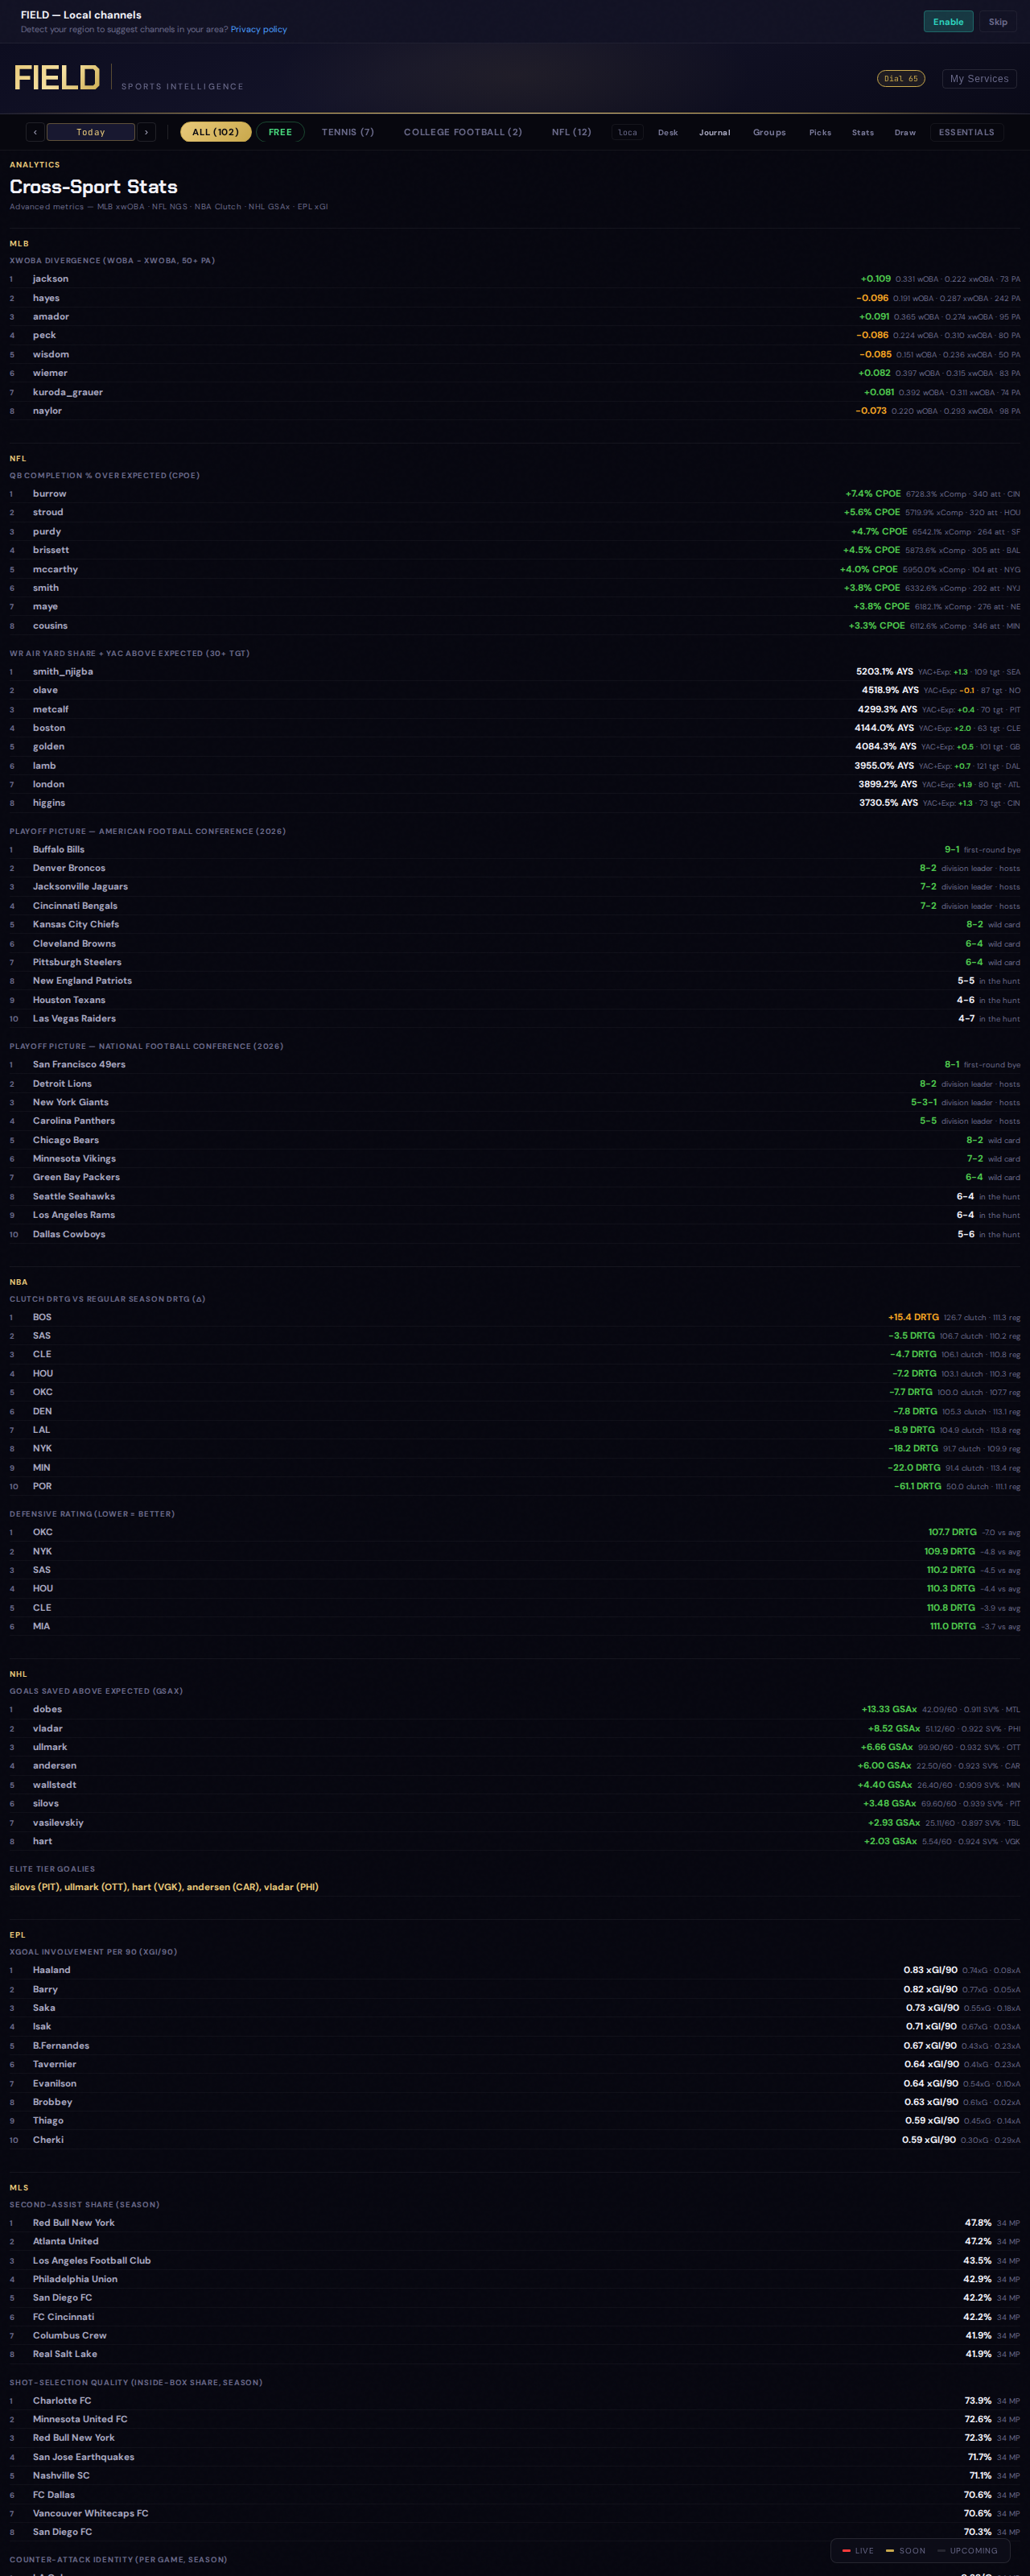 FIELD — Local channels
Detect your region to suggest channels in your area? Privacy policy
Enable
Skip
FIELD
SPORTS INTELLIGENCE
Dial 65
My Services
‹ Today › ALL (102) FREE TENNIS (7) COLLEGE FOOTBALL (2) NFL (12) loca Desk Journal Groups Picks Stats Draw ESSENTIALS
ANALYTICS
Cross-Sport Stats
Advanced metrics — MLB xwOBA · NFL NGS · NBA Clutch · NHL GSAx · EPL xGI
MLB
XWOBA DIVERGENCE (WOBA − XWOBA, 50+ PA)
1 jackson +0.109 0.331 wOBA · 0.222 xwOBA · 73 PA
2 hayes −0.096 0.191 wOBA · 0.287 xwOBA · 242 PA
3 amador +0.091 0.365 wOBA · 0.274 xwOBA · 95 PA
4 peck −0.086 0.224 wOBA · 0.310 xwOBA · 80 PA
5 wisdom −0.085 0.151 wOBA · 0.236 xwOBA · 50 PA
6 wiemer +0.082 0.397 wOBA · 0.315 xwOBA · 83 PA
7 kuroda_grauer +0.081 0.392 wOBA · 0.311 xwOBA · 74 PA
8 naylor −0.073 0.220 wOBA · 0.293 xwOBA · 98 PA
NFL
QB COMPLETION % OVER EXPECTED (CPOE)
1 burrow +7.4% CPOE 6728.3% xComp · 340 att · CIN
2 stroud +5.6% CPOE 5719.9% xComp · 320 att · HOU
3 purdy +4.7% CPOE 6542.1% xComp · 264 att · SF
4 brissett +4.5% CPOE 5873.6% xComp · 305 att · BAL
5 mccarthy +4.0% CPOE 5950.0% xComp · 104 att · NYG
6 smith +3.8% CPOE 6332.6% xComp · 292 att · NYJ
7 maye +3.8% CPOE 6182.1% xComp · 276 att · NE
8 cousins +3.3% CPOE 6112.6% xComp · 346 att · MIN
WR AIR YARD SHARE + YAC ABOVE EXPECTED (30+ TGT)
1 smith_njigba 5203.1% AYS YAC+Exp: +1.3 · 109 tgt · SEA
2 olave 4518.9% AYS YAC+Exp: −0.1 · 87 tgt · NO
3 metcalf 4299.3% AYS YAC+Exp: +0.4 · 70 tgt · PIT
4 boston 4144.0% AYS YAC+Exp: +2.0 · 63 tgt · CLE
5 golden 4084.3% AYS YAC+Exp: +0.5 · 101 tgt · GB
6 lamb 3955.0% AYS YAC+Exp: +0.7 · 121 tgt · DAL
7 london 3899.2% AYS YAC+Exp: +1.9 · 80 tgt · ATL
8 higgins 3730.5% AYS YAC+Exp: +1.3 · 73 tgt · CIN
PLAYOFF PICTURE — AMERICAN FOOTBALL CONFERENCE (2026)
1 Buffalo Bills 9-1 first-round bye
2 Denver Broncos 8-2 division leader · hosts
3 Jacksonville Jaguars 7-2 division leader · hosts
4 Cincinnati Bengals 7-2 division leader · hosts
5 Kansas City Chiefs 8-2 wild card
6 Cleveland Browns 6-4 wild card
7 Pittsburgh Steelers 6-4 wild card
8 New England Patriots 5-5 in the hunt
9 Houston Texans 4-6 in the hunt
10 Las Vegas Raiders 4-7 in the hunt
PLAYOFF PICTURE — NATIONAL FOOTBALL CONFERENCE (2026)
1 San Francisco 49ers 8-1 first-round bye
2 Detroit Lions 8-2 division leader · hosts
3 New York Giants 5-3-1 division leader · hosts
4 Carolina Panthers 5-5 division leader · hosts
5 Chicago Bears 8-2 wild card
6 Minnesota Vikings 7-2 wild card
7 Green Bay Packers 6-4 wild card
8 Seattle Seahawks 6-4 in the hunt
9 Los Angeles Rams 6-4 in the hunt
10 Dallas Cowboys 5-6 in the hunt
NBA
CLUTCH DRTG VS REGULAR SEASON DRTG (Δ)
1 BOS +15.4 DRTG 126.7 clutch · 111.3 reg
2 SAS −3.5 DRTG 106.7 clutch · 110.2 reg
3 CLE −4.7 DRTG 106.1 clutch · 110.8 reg
4 HOU −7.2 DRTG 103.1 clutch · 110.3 reg
5 OKC −7.7 DRTG 100.0 clutch · 107.7 reg
6 DEN −7.8 DRTG 105.3 clutch · 113.1 reg
7 LAL −8.9 DRTG 104.9 clutch · 113.8 reg
8 NYK −18.2 DRTG 91.7 clutch · 109.9 reg
9 MIN −22.0 DRTG 91.4 clutch · 113.4 reg
10 POR −61.1 DRTG 50.0 clutch · 111.1 reg
DEFENSIVE RATING (LOWER = BETTER)
1 OKC 107.7 DRTG −7.0 vs avg
2 NYK 109.9 DRTG −4.8 vs avg
3 SAS 110.2 DRTG −4.5 vs avg
4 HOU 110.3 DRTG −4.4 vs avg
5 CLE 110.8 DRTG −3.9 vs avg
6 MIA 111.0 DRTG −3.7 vs avg
NHL
GOALS SAVED ABOVE EXPECTED (GSAX)
1 dobes +13.33 GSAx 42.09/60 · 0.911 SV% · MTL
2 vladar +8.52 GSAx 51.12/60 · 0.922 SV% · PHI
3 ullmark +6.66 GSAx 99.90/60 · 0.932 SV% · OTT
4 andersen +6.00 GSAx 22.50/60 · 0.923 SV% · CAR
5 wallstedt +4.40 GSAx 26.40/60 · 0.909 SV% · MIN
6 silovs +3.48 GSAx 69.60/60 · 0.939 SV% · PIT
7 vasilevskiy +2.93 GSAx 25.11/60 · 0.897 SV% · TBL
8 hart +2.03 GSAx 5.54/60 · 0.924 SV% · VGK
ELITE TIER GOALIES
silovs (PIT), ullmark (OTT), hart (VGK), andersen (CAR), vladar (PHI)
EPL
XGOAL INVOLVEMENT PER 90 (XGI/90)
1 Haaland 0.83 xGI/90 0.74xG · 0.08xA
2 Barry 0.82 xGI/90 0.77xG · 0.05xA
3 Saka 0.73 xGI/90 0.55xG · 0.18xA
4 Isak 0.71 xGI/90 0.67xG · 0.03xA
5 B.Fernandes 0.67 xGI/90 0.43xG · 0.23xA
6 Tavernier 0.64 xGI/90 0.41xG · 0.23xA
7 Evanilson 0.64 xGI/90 0.54xG · 0.10xA
8 Brobbey 0.63 xGI/90 0.61xG · 0.02xA
9 Thiago 0.59 xGI/90 0.45xG · 0.14xA
10 Cherki 0.59 xGI/90 0.30xG · 0.29xA
MLS
SECOND-ASSIST SHARE (SEASON)
1 Red Bull New York 47.8% 34 MP
2 Atlanta United 47.2% 34 MP
3 Los Angeles Football Club 43.5% 34 MP
4 Philadelphia Union 42.9% 34 MP
5 San Diego FC 42.2% 34 MP
6 FC Cincinnati 42.2% 34 MP
7 Columbus Crew 41.9% 34 MP
8 Real Salt Lake 41.9% 34 MP
SHOT-SELECTION QUALITY (INSIDE-BOX SHARE, SEASON)
1 Charlotte FC 73.9% 34 MP
2 Minnesota United FC 72.6% 34 MP
3 Red Bull New York 72.3% 34 MP
4 San Jose Earthquakes 71.7% 34 MP
5 Nashville SC 71.1% 34 MP
6 FC Dallas 70.6% 34 MP
7 Vancouver Whitecaps FC 70.6% 34 MP
8 San Diego FC 70.3% 34 MP
LIVE SOON UPCOMING
COUNTER-ATTACK IDENTITY (PER GAME, SEASON)